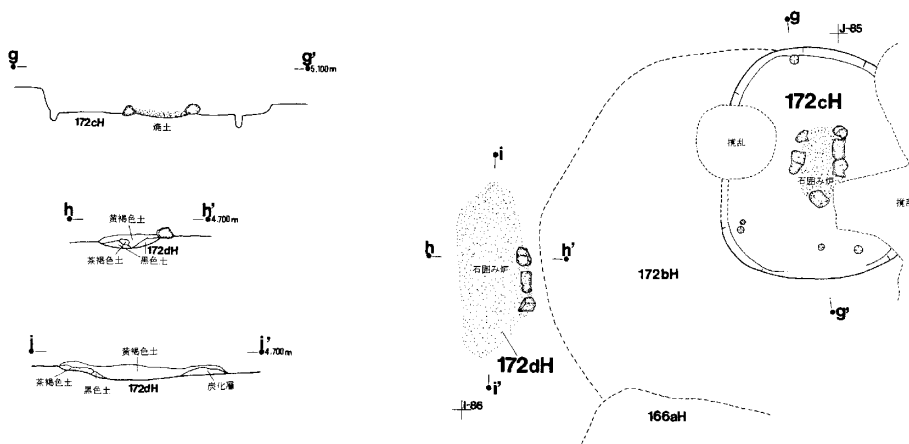 g
g'
5.100m
172cH
焼土
h
h'
4.700m
黄褐色土
172dH
茶褐色土
黒色土
i
i'
4.700m
黄褐色土
茶褐色土
黒色土
172dH
炭化層
g
J-85
172cH
撹乱
石囲み炉
i
h
h'
石囲み炉
172bH
g'
172dH
i'
I-86
166aH